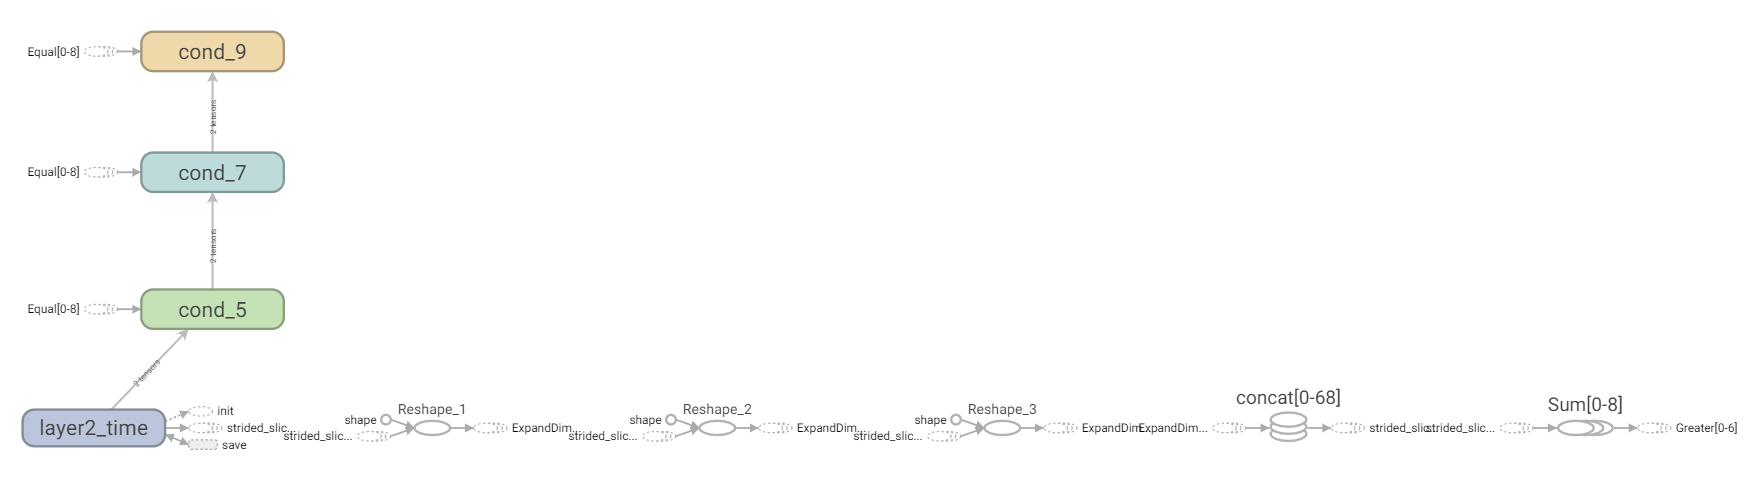 Equal[0-8]
cond_9
2 tensors
Equal[0-8]
cond_7
2 tensors
Equal[0-8]
cond_5
2 tensors
layer2_time
init
strided_slic...
save
strided_slic...
shape
Reshape_1
ExpandDim...
strided_slic...
shape
Reshape_2
ExpandDim...
strided_slic...
shape
Reshape_3
ExpandDim...
ExpandDim...
concat[0-68]
strided_slic...
strided_slic...
Sum[0-8]
Greater[0-6]